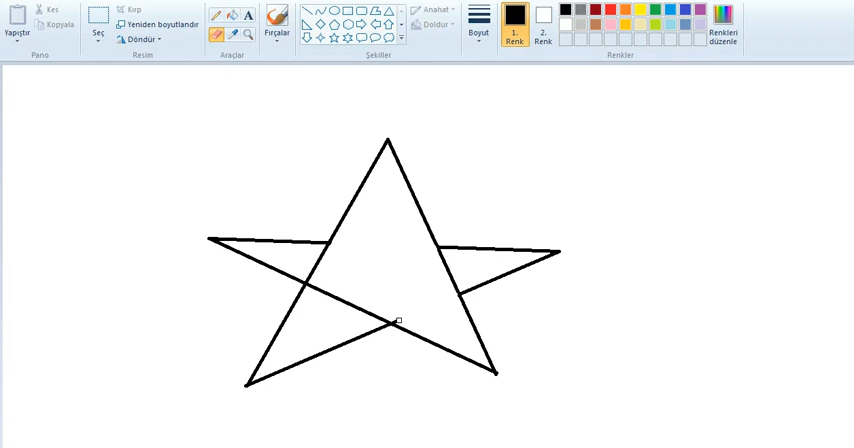 Yapıştır
Kes
Kopyala
Pano
Seç
Kırp
Yeniden boyutlandır
Döndür
Resim
A
Araçlar
Fırçalar
Şekiller
Anahat
Doldur
Boyut
1.
Renk
2.
Renk
Renkleri
düzenle
Renkler